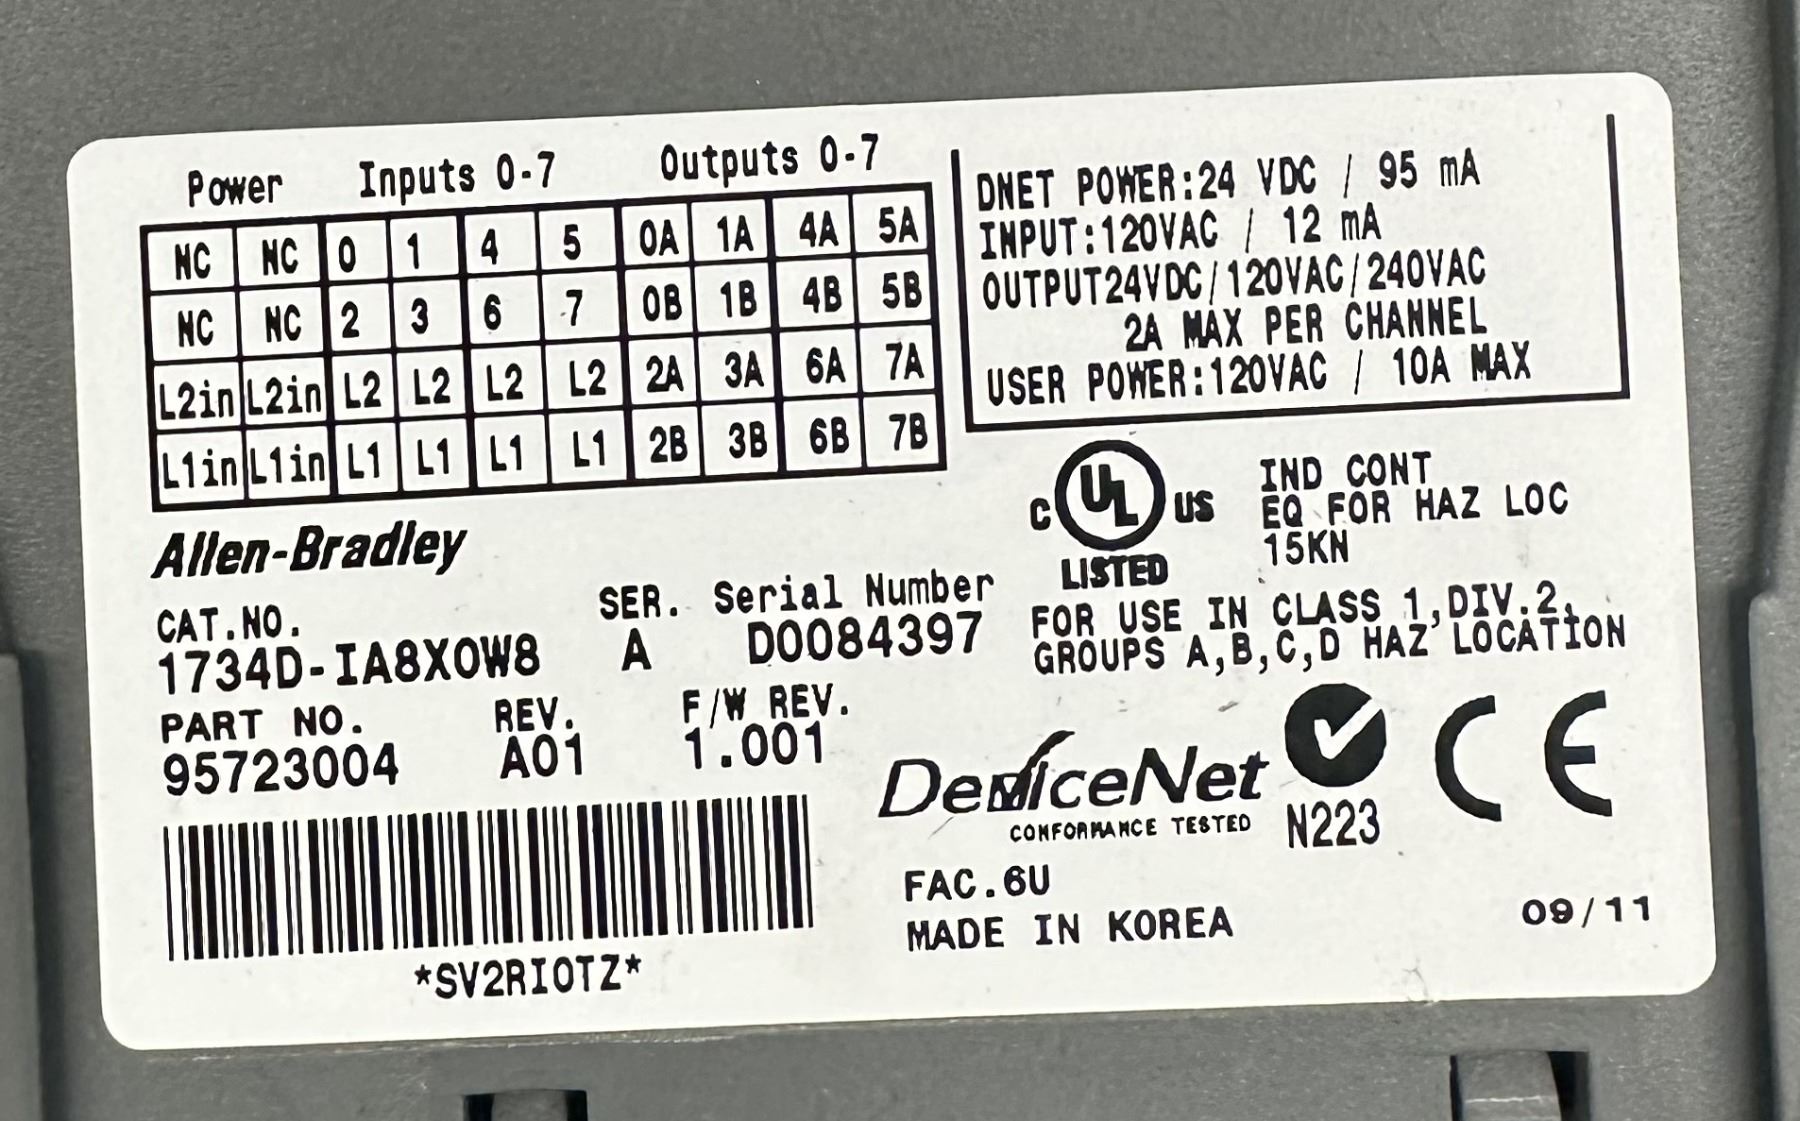 Power Inputs 0-7 Outputs 0-7
NC NC 0 1 4 5 0A 1A 4A 5A
NC NC 2 3 6 7 0B 1B 4B 5B
L2in L2in L2 L2 L2 L2 2A 3A 6A 7A
L1in L1in L1 L1 L1 L1 2B 3B 6B 7B
DNET POWER:24 VDC / 95 mA
INPUT:120VAC / 12 mA
OUTPUT24VDC/120VAC/240VAC
2A MAX PER CHANNEL
USER POWER:120VAC / 10A MAX
Allen-Bradley
CAT.NO. SER. Serial Number
1734D-IA8XOW8 A D0084397
PART NO. REV. F/W REV.
95723004 A01 1.001
*SV2RIOTZ*
C UL US
LISTED
IND CONT
EQ FOR HAZ LOC
15KN
FOR USE IN CLASS 1,DIV.2,
GROUPS A,B,C,D HAZ LOCATION
DeviceNet
CONFORMANCE TESTED
N223
CE
FAC.6U
MADE IN KOREA
09/11